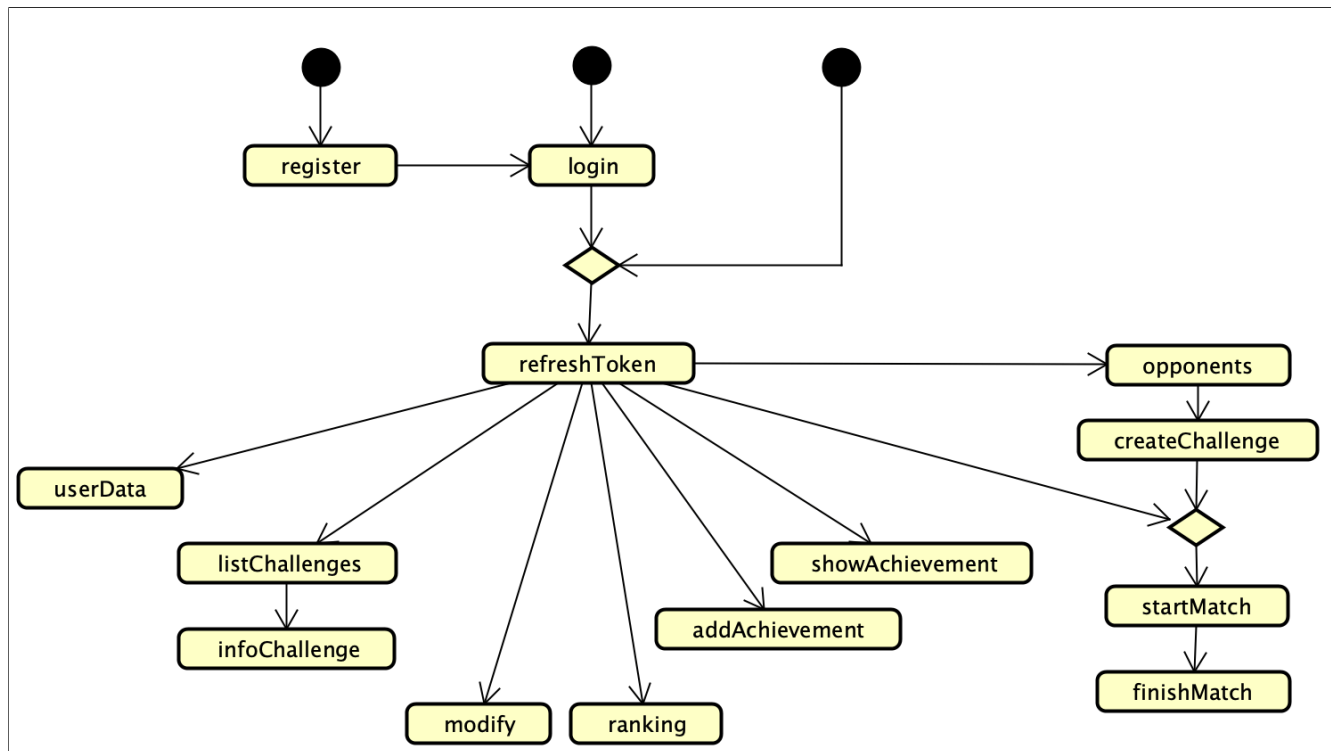 register
login
refreshToken
opponents
createChallenge
userData
listChallenges
showAchievement
startMatch
addAchievement
infoChallenge
finishMatch
modify
ranking